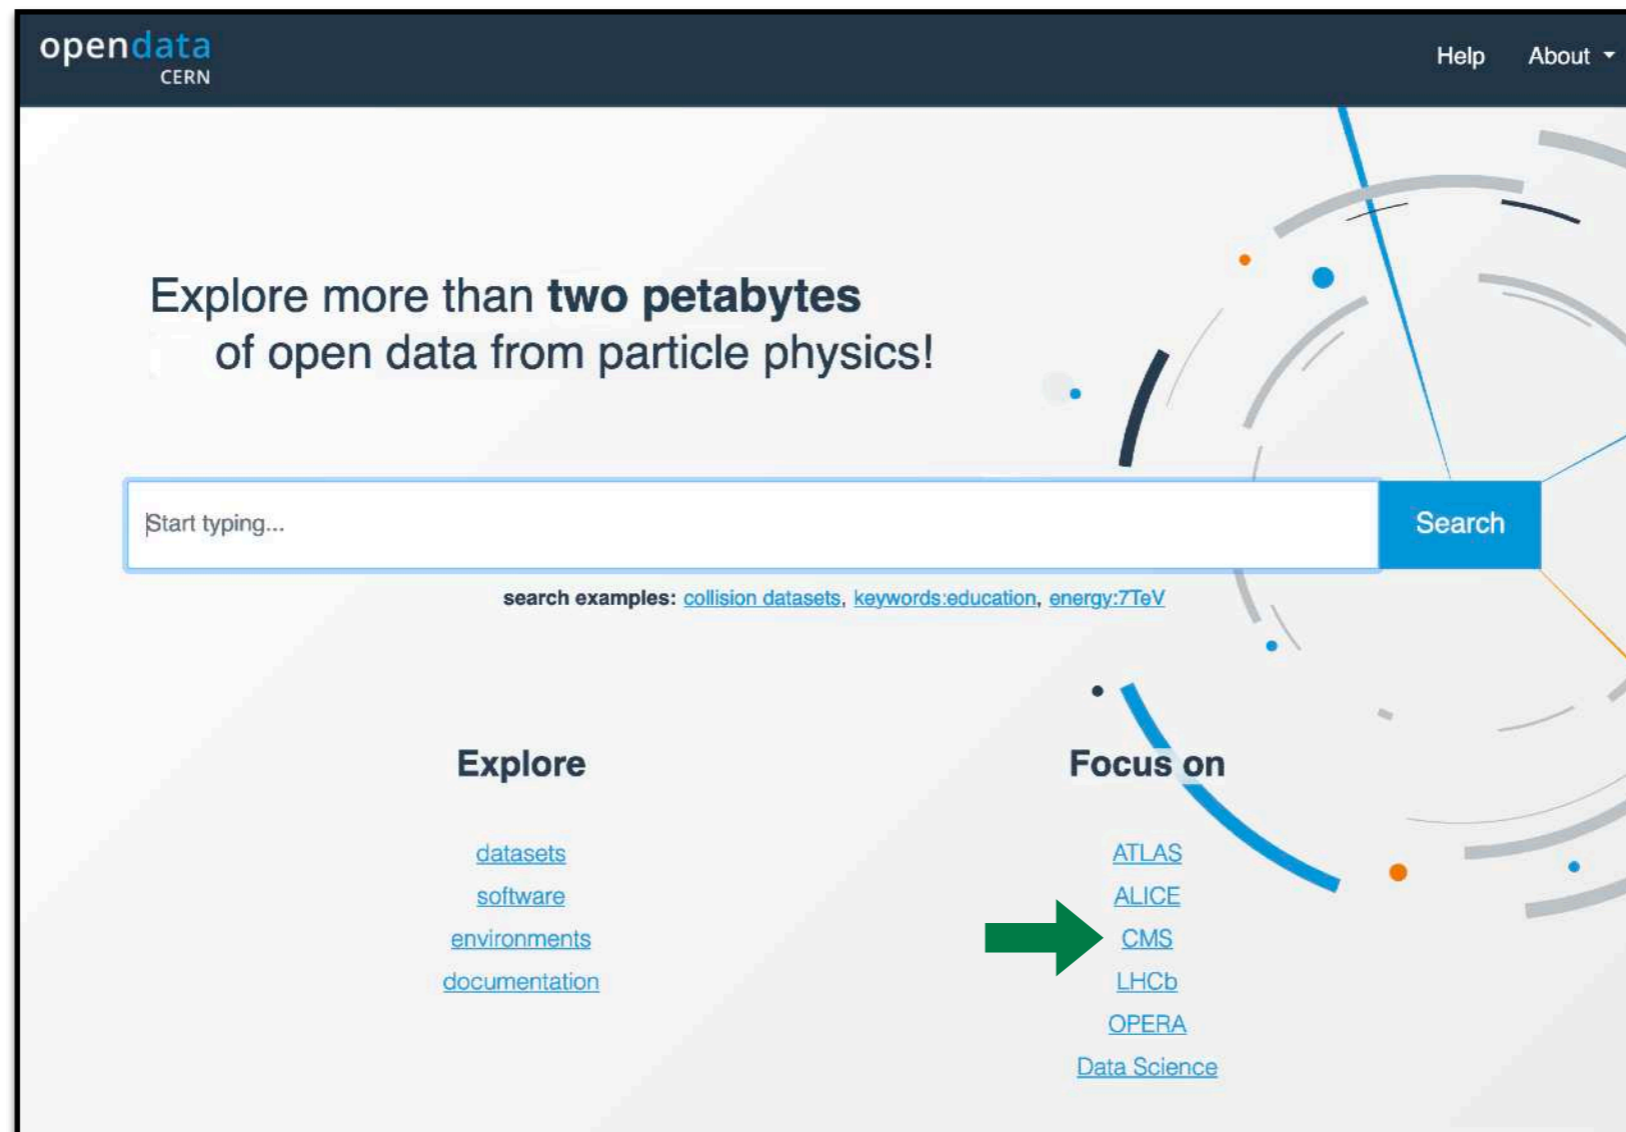 opendata
CERN
Help About
Explore more than two petabytes
of open data from particle physics!
Start typing...
Search
search examples: collision datasets, keywords:education, energy:7TeV
Explore
datasets
software
environments
documentation
Focus on
ATLAS
ALICE
CMS
LHCb
OPERA
Data Science